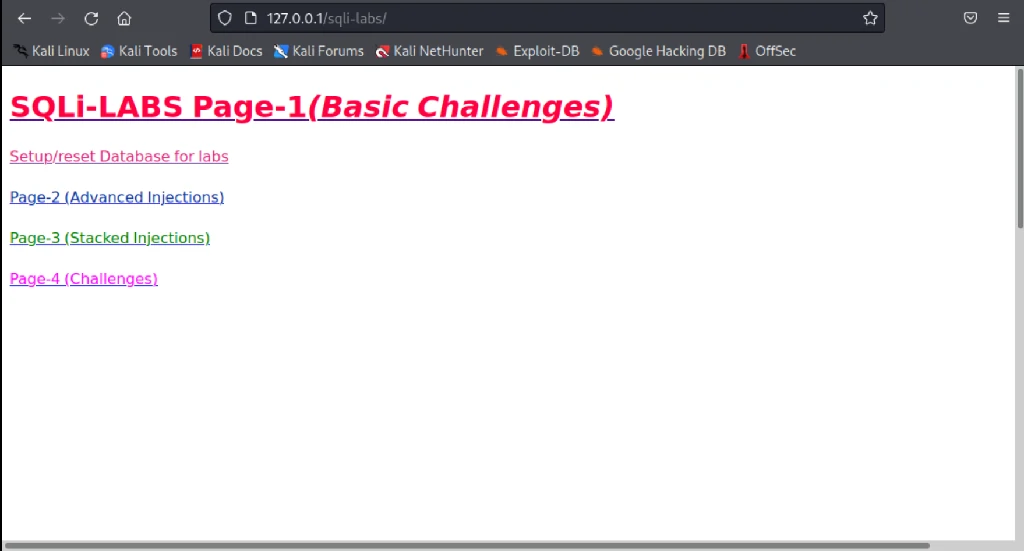 127.0.0.1/sqli-labs/
Kali Linux Kali Tools Kali Docs Kali Forums Kali NetHunter Exploit-DB Google Hacking DB OffSec
SQLi-LABS Page-1(Basic Challenges)
Setup/reset Database for labs
Page-2 (Advanced Injections)
Page-3 (Stacked Injections)
Page-4 (Challenges)